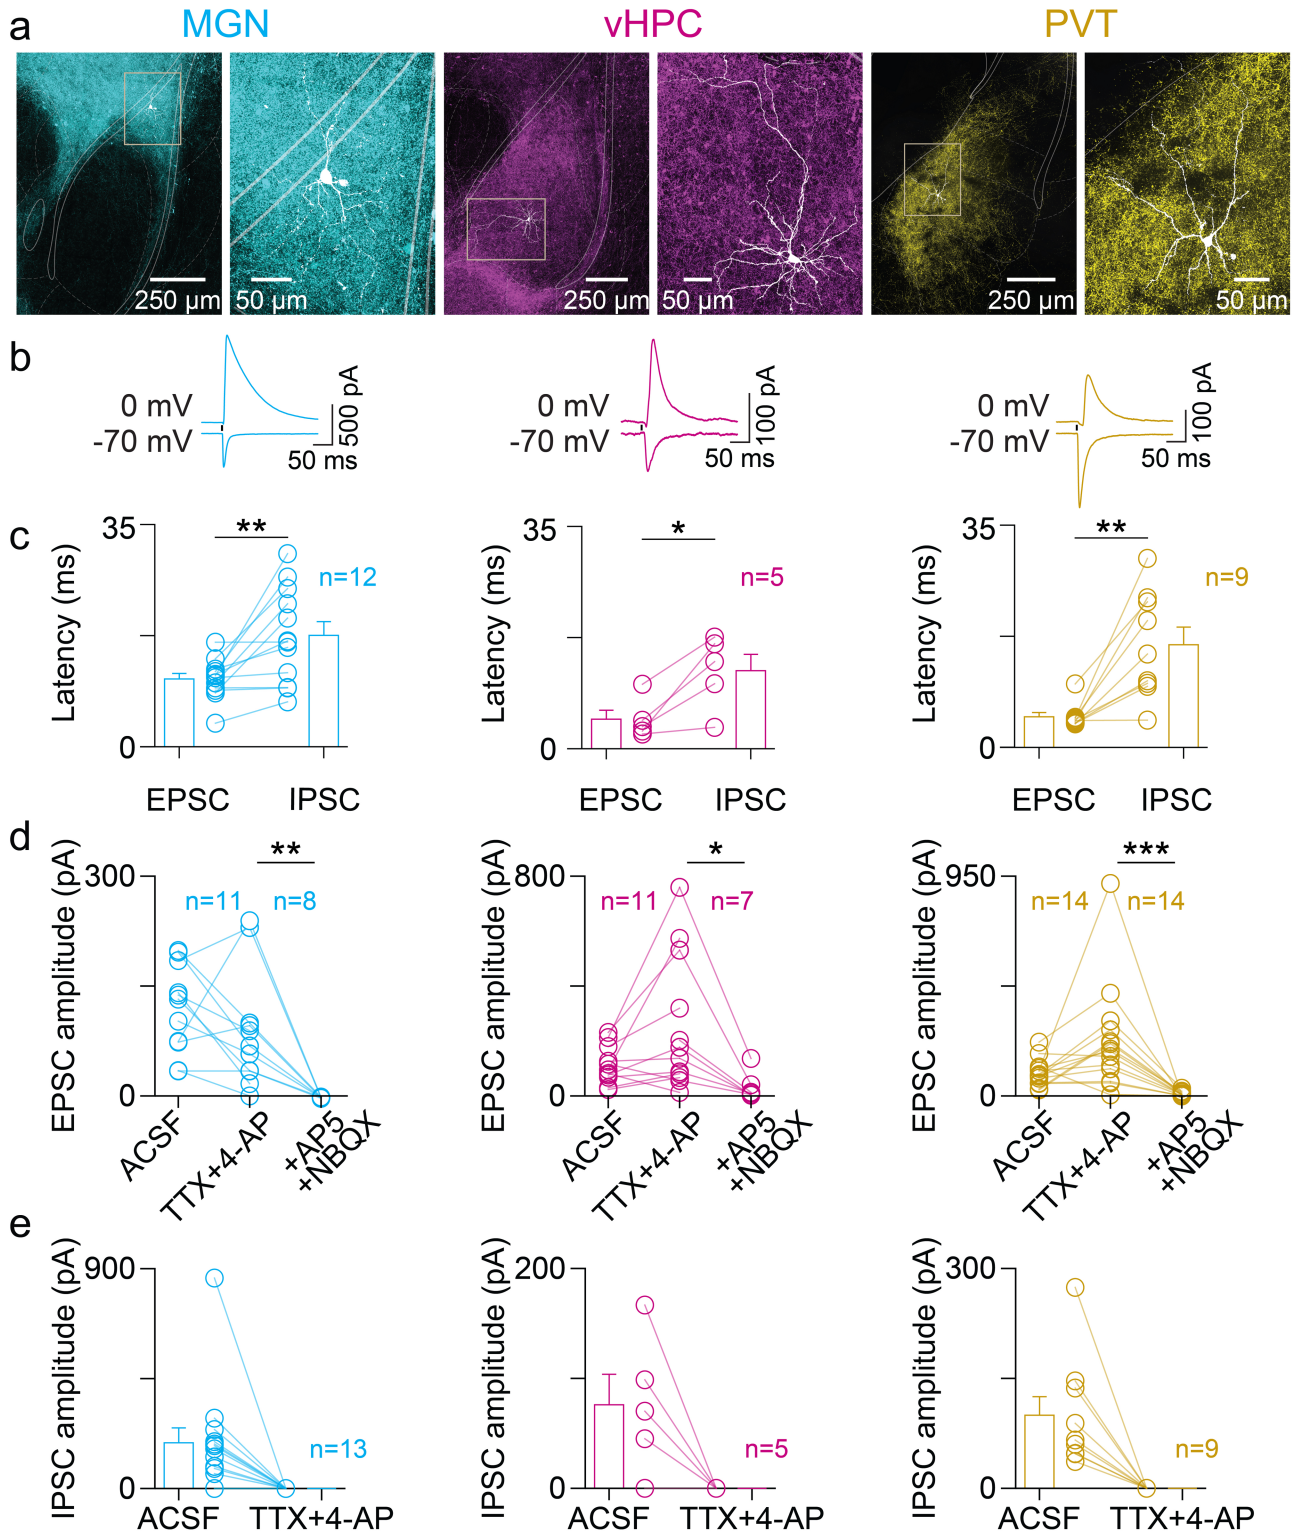 a
MGN
vHPC
PVT
250 µm
50 µm
250 µm
50 µm
250 µm
50 µm
b
0 mV
-70 mV
500 pA
50 ms
0 mV
-70 mV
100 pA
50 ms
0 mV
-70 mV
100 pA
50 ms
c
Latency (ms)
35
0
**
n=12
EPSC
IPSC
Latency (ms)
35
0
*
n=5
EPSC
IPSC
Latency (ms)
35
0
**
n=9
EPSC
IPSC
d
EPSC amplitude (pA)
300
0
**
n=11
n=8
ACSF
TTX+4-AP
+AP5
+NBQX
EPSC amplitude (pA)
800
0
*
n=11
n=7
ACSF
TTX+4-AP
+AP5
+NBQX
EPSC amplitude (pA)
950
0
***
n=14
n=14
ACSF
TTX+4-AP
+AP5
+NBQX
e
IPSC amplitude (pA)
900
0
n=13
ACSF
TTX+4-AP
IPSC amplitude (pA)
200
0
n=5
ACSF
TTX+4-AP
IPSC amplitude (pA)
300
0
n=9
ACSF
TTX+4-AP